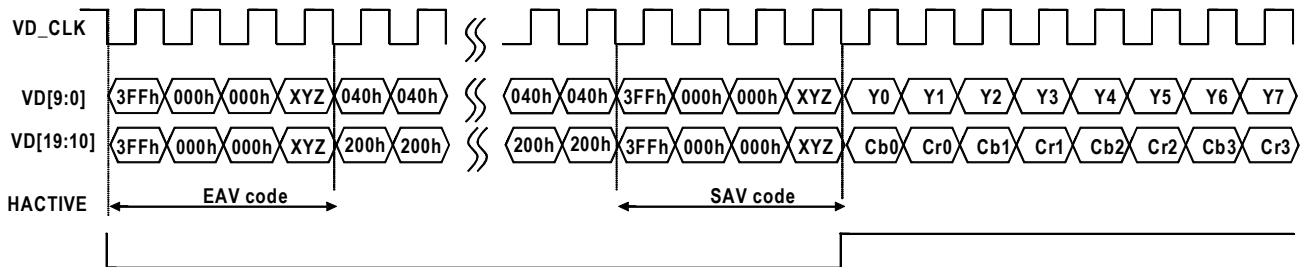 VD_CLK
VD[9:0] 3FFh 000h 000h XYZ 040h 040h 040h 040h 3FFh 000h 000h XYZ Y0 Y1 Y2 Y3 Y4 Y5 Y6 Y7
VD[19:10] 3FFh 000h 000h XYZ 200h 200h 200h 200h 3FFh 000h 000h XYZ Cb0 Cr0 Cb1 Cr1 Cb2 Cr2 Cb3 Cr3
EAV code SAV code
HACTIVE